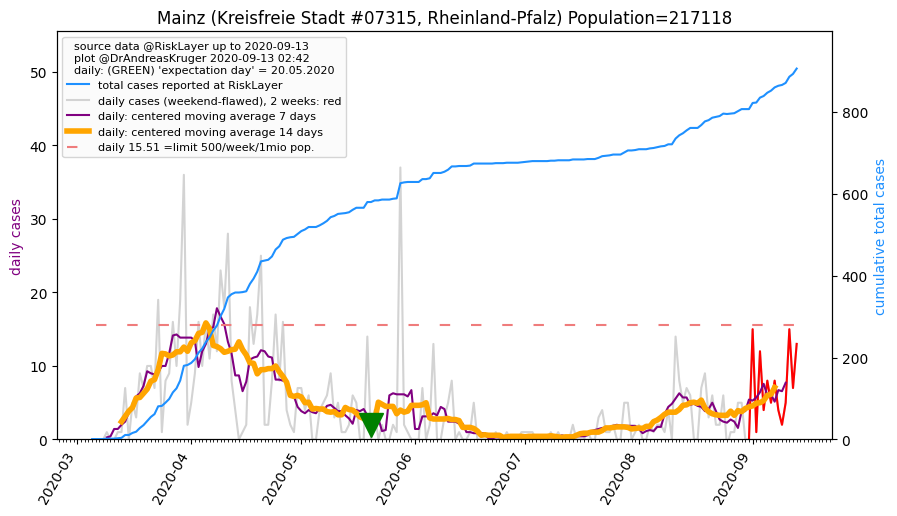 Mainz (Kreisfreie Stadt #07315, Rheinland-Pfalz) Population=217118
source data @RiskLayer up to 2020-09-13
plot @DrAndreasKruger 2020-09-13 02:42
daily: (GREEN) 'expectation day' = 20.05.2020
total cases reported at RiskLayer
daily cases (weekend-flawed), 2 weeks: red
daily: centered moving average 7 days
daily: centered moving average 14 days
daily 15.51 =limit 500/week/1mio pop.
daily cases
50
40
30
20
10
0
cumulative total cases
800
600
400
200
0
2020-03
2020-04
2020-05
2020-06
2020-07
2020-08
2020-09